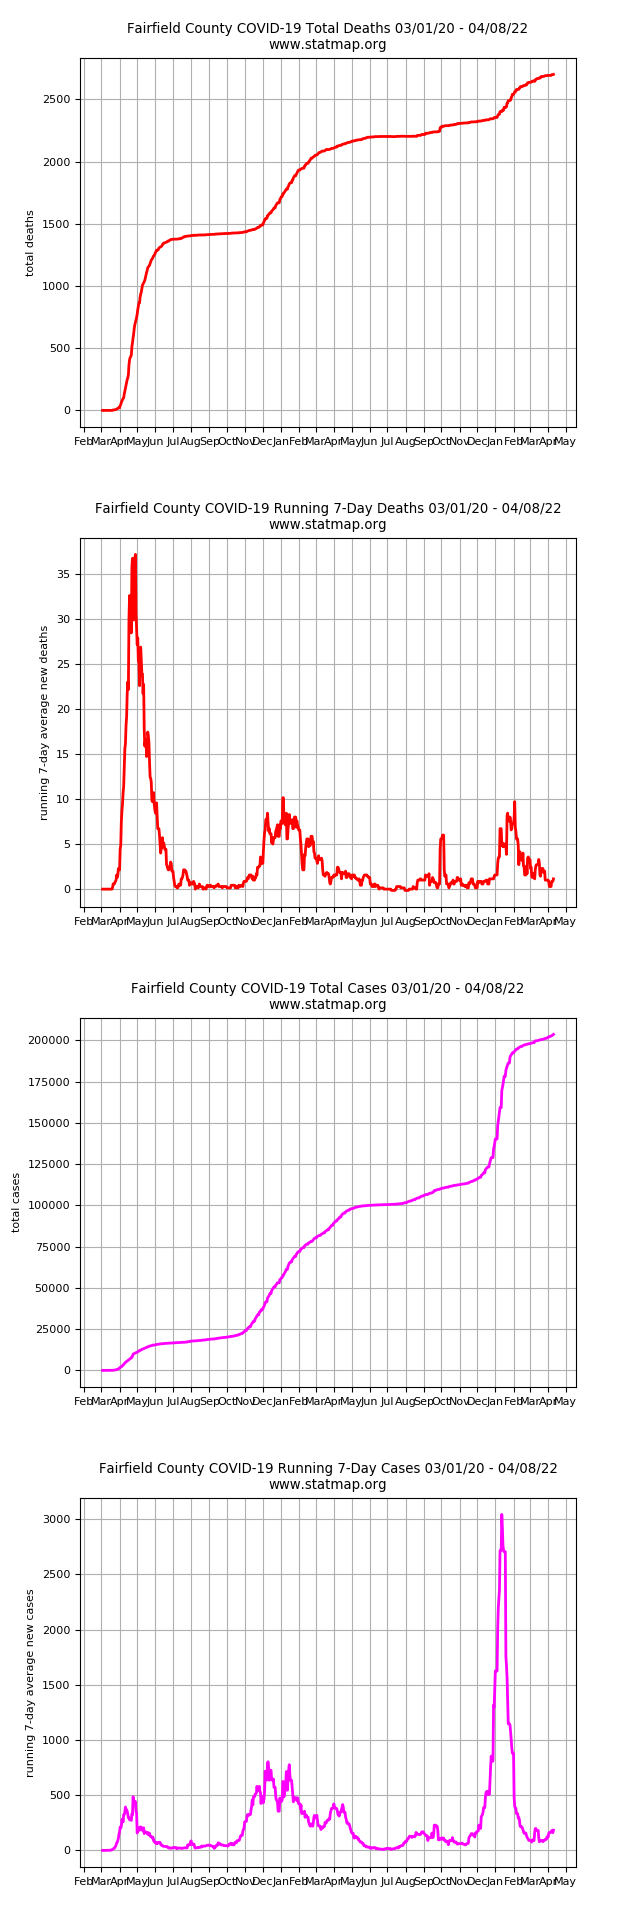 Fairfield County COVID-19 Total Deaths 03/01/20 - 04/08/22
www.statmap.org
2500
2000
1500
1000
500
0
total deaths
Feb Mar Apr May Jun Jul Aug Sep Oct Nov Dec Jan Feb Mar Apr May Jun Jul Aug Sep Oct Nov Dec Jan Feb Mar Apr May
Fairfield County COVID-19 Running 7-Day Deaths 03/01/20 - 04/08/22
www.statmap.org
35
30
25
20
15
10
5
0
running 7-day average new deaths
Feb Mar Apr May Jun Jul Aug Sep Oct Nov Dec Jan Feb Mar Apr May Jun Jul Aug Sep Oct Nov Dec Jan Feb Mar Apr May
Fairfield County COVID-19 Total Cases 03/01/20 - 04/08/22
www.statmap.org
200000
175000
150000
125000
100000
75000
50000
25000
0
total cases
Feb Mar Apr May Jun Jul Aug Sep Oct Nov Dec Jan Feb Mar Apr May Jun Jul Aug Sep Oct Nov Dec Jan Feb Mar Apr May
Fairfield County COVID-19 Running 7-Day Cases 03/01/20 - 04/08/22
www.statmap.org
3000
2500
2000
1500
1000
500
0
running 7-day average new cases
Feb Mar Apr May Jun Jul Aug Sep Oct Nov Dec Jan Feb Mar Apr May Jun Jul Aug Sep Oct Nov Dec Jan Feb Mar Apr May